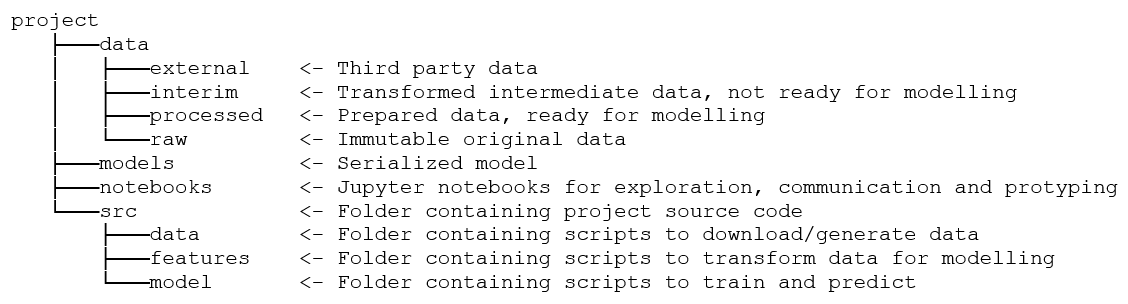 project
├───data
│   ├───external    <- Third party data
│   ├───interim     <- Transformed intermediate data, not ready for modelling
│   ├───processed   <- Prepared data, ready for modelling
│   └───raw         <- Immutable original data
├───models          <- Serialized model
├───notebooks       <- Jupyter notebooks for exploration, communication and protyping
└───src             <- Folder containing project source code
    ├───data        <- Folder containing scripts to download/generate data
    ├───features    <- Folder containing scripts to transform data for modelling
    └───model       <- Folder containing scripts to train and predict